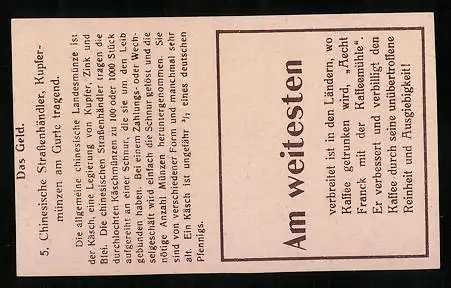 Das Geld.
5. Chinesische Straßenhändler, Kupfer-
münzen am Gurte tragend.
Die allgemeine chinesische Landesmünze ist
der Käsch, eine Legierung von Kupfer, Zink und
Blei. Die chinesischen Straßenhändler tragen die
durchlochten Käschmünzen zu 100 oder 1000 Stück
aufgereiht an einer Schnur, die sie um den Leib
gebunden haben. Bei einem Zahlungs- oder Wech-
selgeschäft wird einfach die Schnur gelöst und die
nötige Anzahl Münzen heruntergenommen. Sie
sind von verschiedener Form und manchmal sehr
alt. Ein Käsch ist ungefähr eines deutschen
Pfennigs.
Am weitesten
verbreitet ist in den Ländern, wo
Kaffee getrunken wird, „Aecht
Franck mit der Kaffeemühle“.
Er verbessert und verbilligt den
Kaffee durch seine unübertroffene
Reinheit und Ausgiebigkeit!